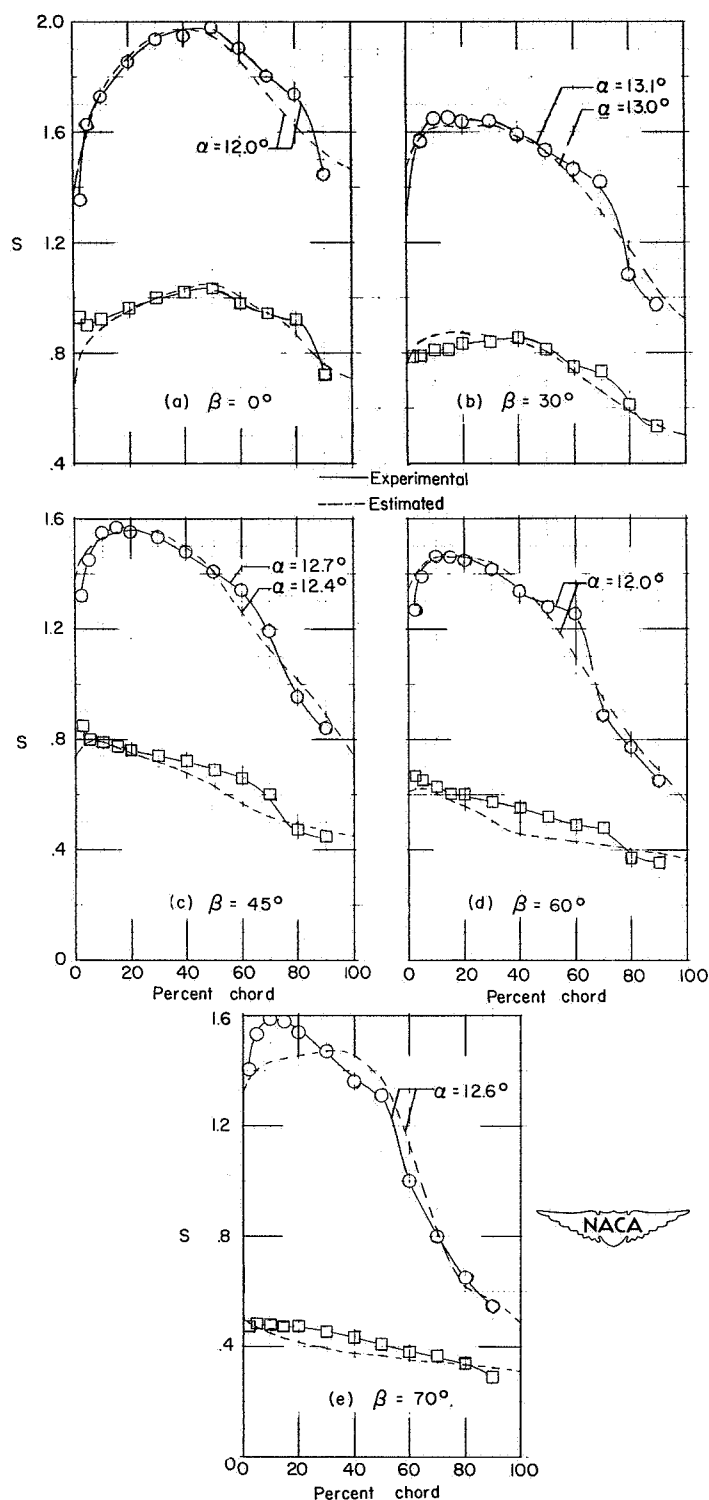 2.0
1.6
S
1.2
.8
.4
α = 12.0°
α = 13.1°
α = 13.0°
(a) β = 0°
(b) β = 30°
Experimental
Estimated
1.6
1.2
S
.8
.4
0
α = 12.7°
α = 12.4°
α = 12.0°
(c) β = 45°
(d) β = 60°
0 20 40 60 80 100
0 20 40 60 80 100
Percent chord
Percent chord
1.6
1.2
S
.8
.4
0
α = 12.6°
NACA
(e) β = 70°.
0 20 40 60 80 100
Percent chord